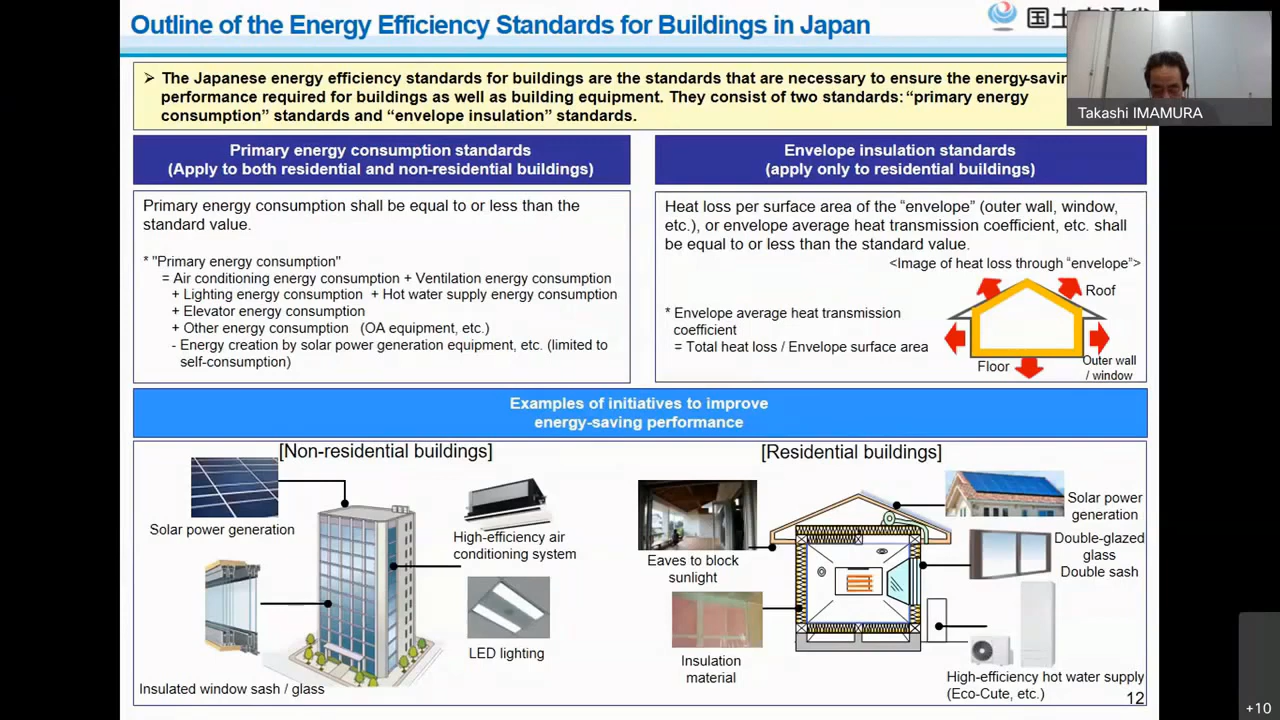 Outline of the Energy Efficiency Standards for Buildings in Japan
国土交通省
Takashi IMAMURA
➢ The Japanese energy efficiency standards for buildings are the standards that are necessary to ensure the energy-savin
performance required for buildings as well as building equipment. They consist of two standards: “primary energy
consumption” standards and “envelope insulation” standards.
Primary energy consumption standards
(Apply to both residential and non-residential buildings)
Primary energy consumption shall be equal to or less than the
standard value.
* "Primary energy consumption"
= Air conditioning energy consumption + Ventilation energy consumption
+ Lighting energy consumption + Hot water supply energy consumption
+ Elevator energy consumption
+ Other energy consumption (OA equipment, etc.)
- Energy creation by solar power generation equipment, etc. (limited to
self-consumption)
Envelope insulation standards
(apply only to residential buildings)
Heat loss per surface area of the “envelope” (outer wall, window,
etc.), or envelope average heat transmission coefficient, etc. shall
be equal to or less than the standard value.
<Image of heat loss through “envelope”>
* Envelope average heat transmission
coefficient
= Total heat loss / Envelope surface area
Roof
Floor
Outer wall
/ window
Examples of initiatives to improve
energy-saving performance
[Non-residential buildings]
Solar power generation
High-efficiency air
conditioning system
LED lighting
Insulated window sash / glass
[Residential buildings]
Eaves to block
sunlight
Insulation
material
Solar power
generation
Double-glazed
glass
Double sash
High-efficiency hot water supply
(Eco-Cute, etc.)
12
+10